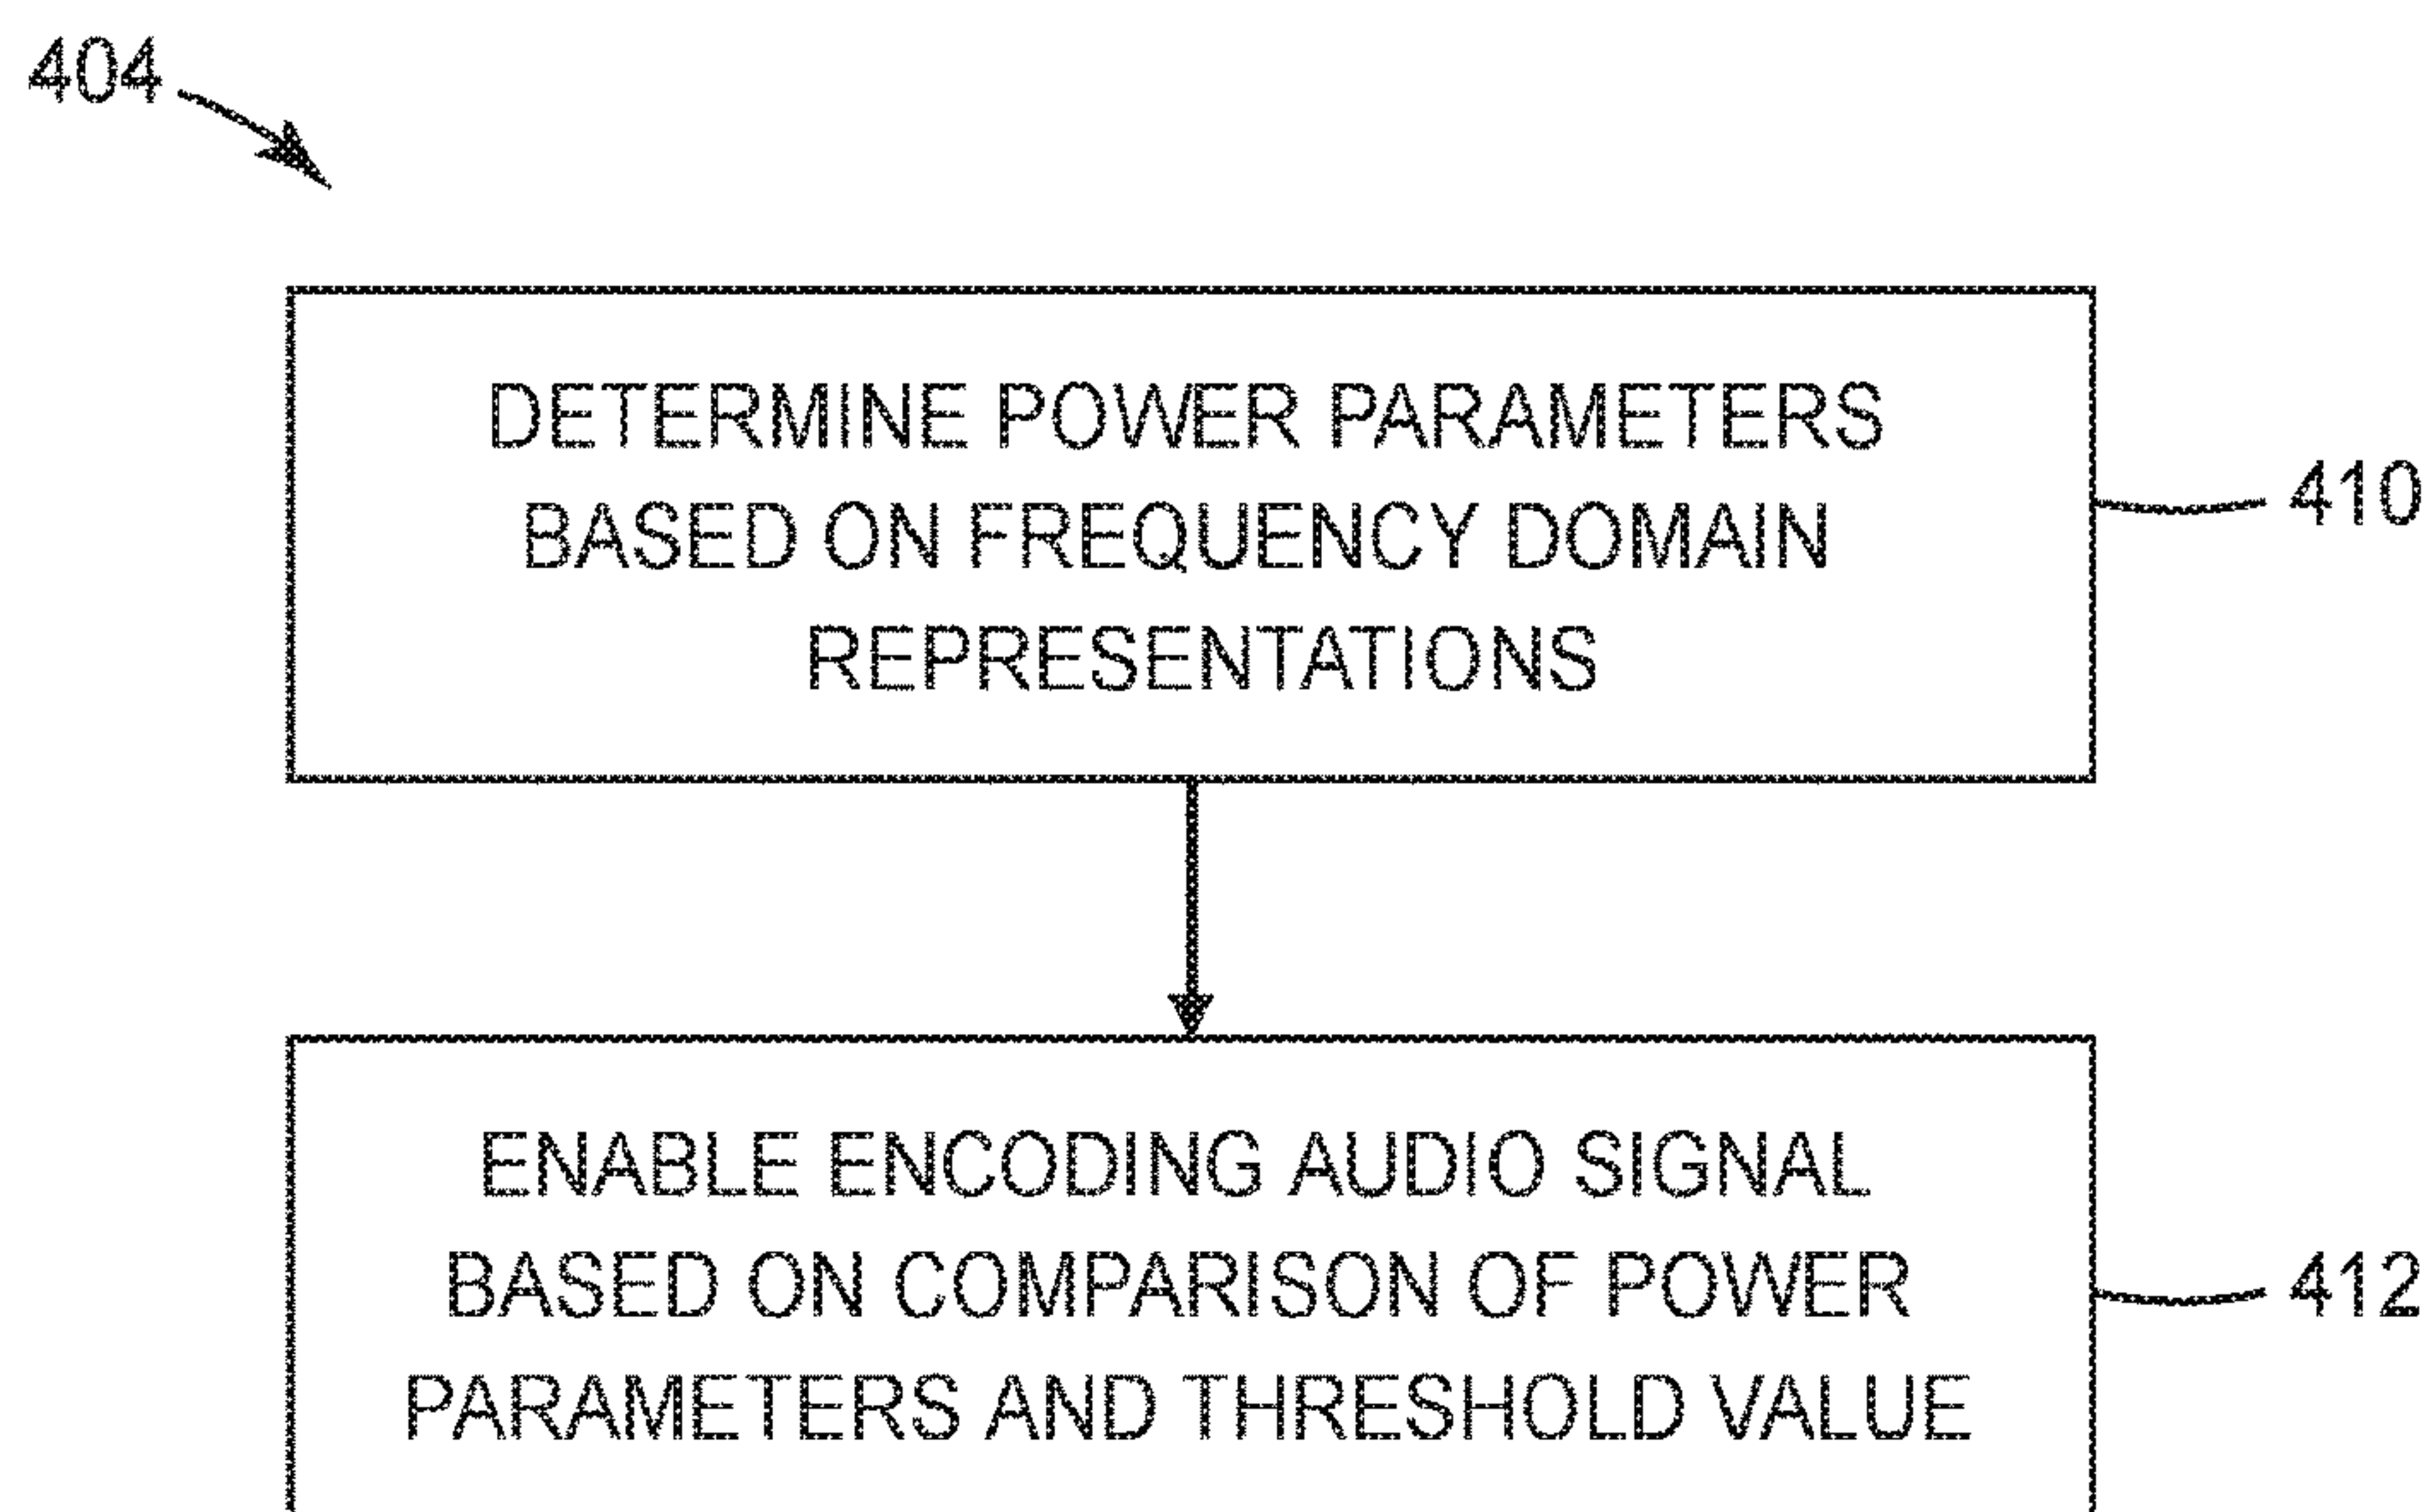 404
DETERMINE POWER PARAMETERS
BASED ON FREQUENCY DOMAIN
REPRESENTATIONS
410
ENABLE ENCODING AUDIO SIGNAL
BASED ON COMPARISON OF POWER
PARAMETERS AND THRESHOLD VALUE
412